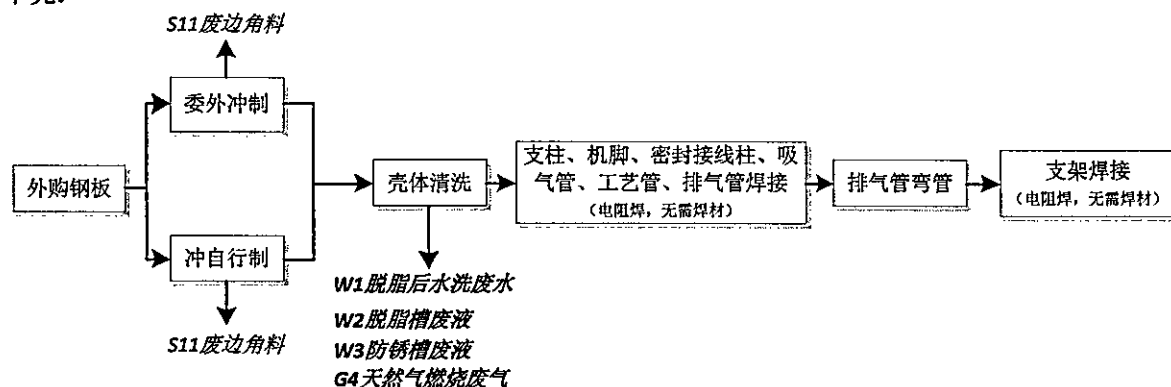 S11废边角料
委外冲制
外购钢板
冲自行制
S11废边角料
壳体清洗
W1脱脂后水洗废水
W2脱脂槽废液
W3防锈槽废液
G4天然气燃烧废气
支柱、机脚、密封接线柱、吸
气管、工艺管、排气管焊接
(电阻焊，无需焊材)
排气管弯管
支架焊接
(电阻焊，无需焊材)